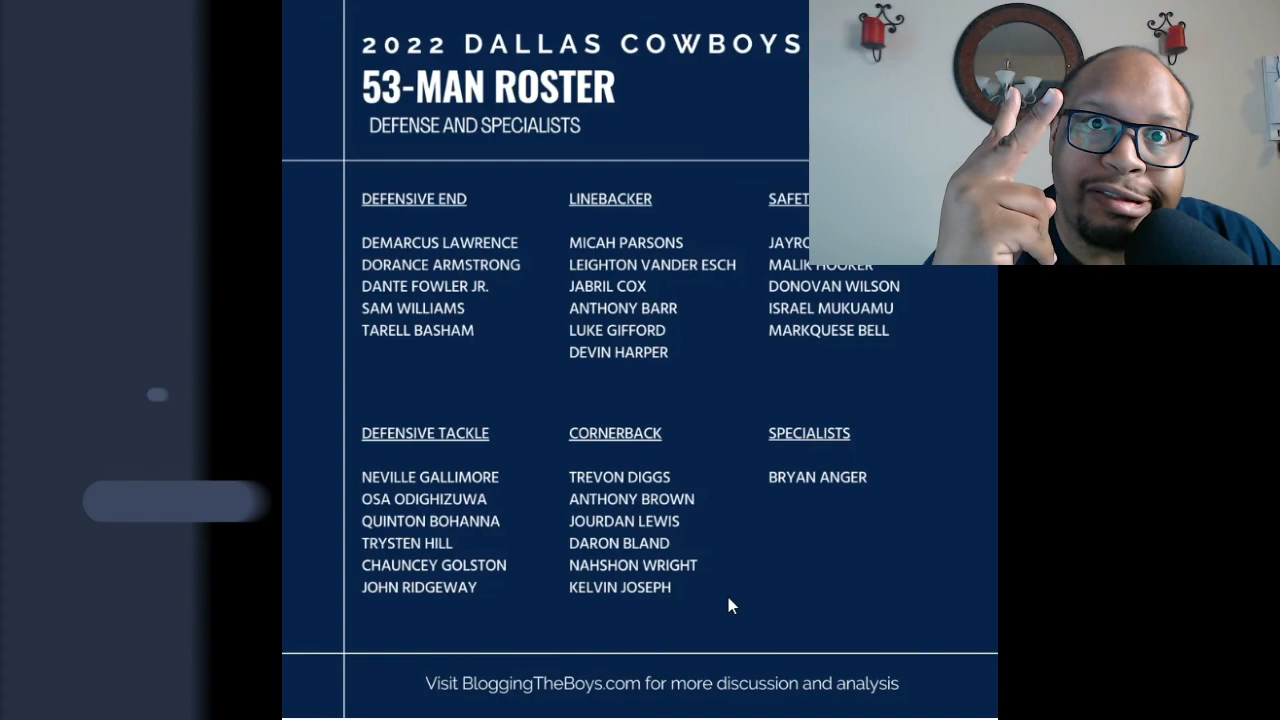 2022 DALLAS COWBOYS
53-MAN ROSTER
DEFENSE AND SPECIALISTS
DEFENSIVE END
DEMARCUS LAWRENCE
DORANCE ARMSTRONG
DANTE FOWLER JR.
SAM WILLIAMS
TARELL BASHAM
LINEBACKER
MICAH PARSONS
LEIGHTON VANDER ESCH
JABRIL COX
ANTHONY BARR
LUKE GIFFORD
DEVIN HARPER
SAFET
JAYRO
MALIK HOOKER
DONOVAN WILSON
ISRAEL MUKUAMU
MARKQUESE BELL
DEFENSIVE TACKLE
NEVILLE GALLIMORE
OSA ODIGHIZUWA
QUINTON BOHANNA
TRYSTEN HILL
CHAUNCEY GOLSTON
JOHN RIDGEWAY
CORNERBACK
TREVON DIGGS
ANTHONY BROWN
JOURDAN LEWIS
DARON BLAND
NAHSHON WRIGHT
KELVIN JOSEPH
SPECIALISTS
BRYAN ANGER
Visit BloggingTheBoys.com for more discussion and analysis